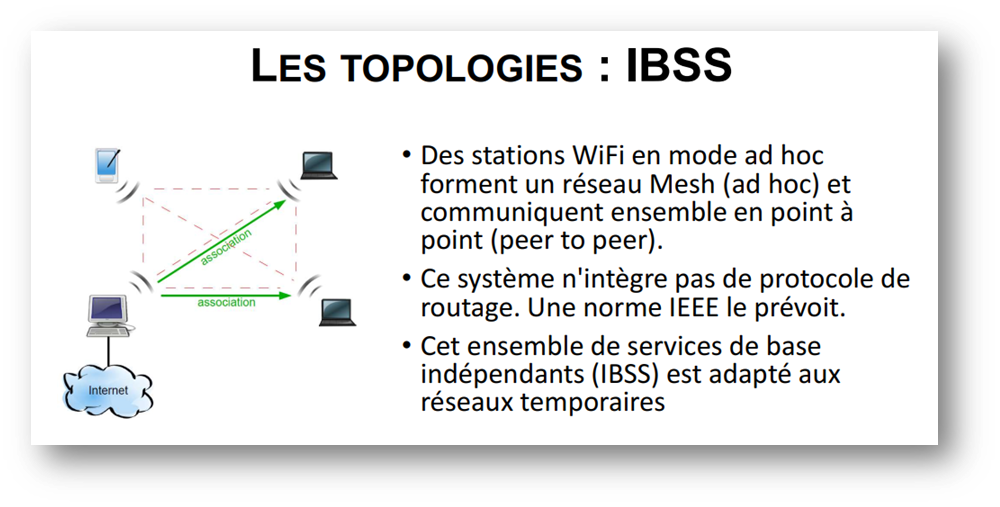 LES TOPOLOGIES : IBSS
• Des stations WiFi en mode ad hoc
forment un réseau Mesh (ad hoc) et
communiquent ensemble en point à
point (peer to peer).
• Ce système n'intègre pas de protocole de
routage. Une norme IEEE le prévoit.
• Cet ensemble de services de base
indépendants (IBSS) est adapté aux
réseaux temporaires
association
association
Internet